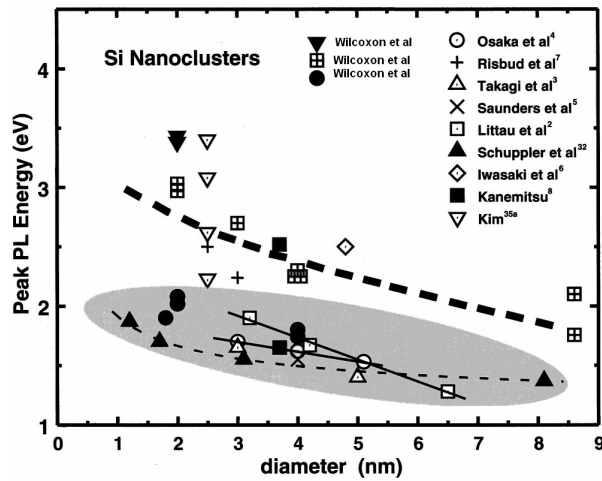 Si Nanoclusters
Wilcoxon et al
Wilcoxon et al
Wilcoxon et al
Osaka et al4
Risbud et al7
Takagi et al3
Saunders et al5
Littau et al2
Schuppler et al32
Iwasaki et al6
Kanemitsu8
Kim35a
Peak PL Energy (eV)
4
3
2
1
0 1 2 3 4 5 6 7 8 9
diameter (nm)